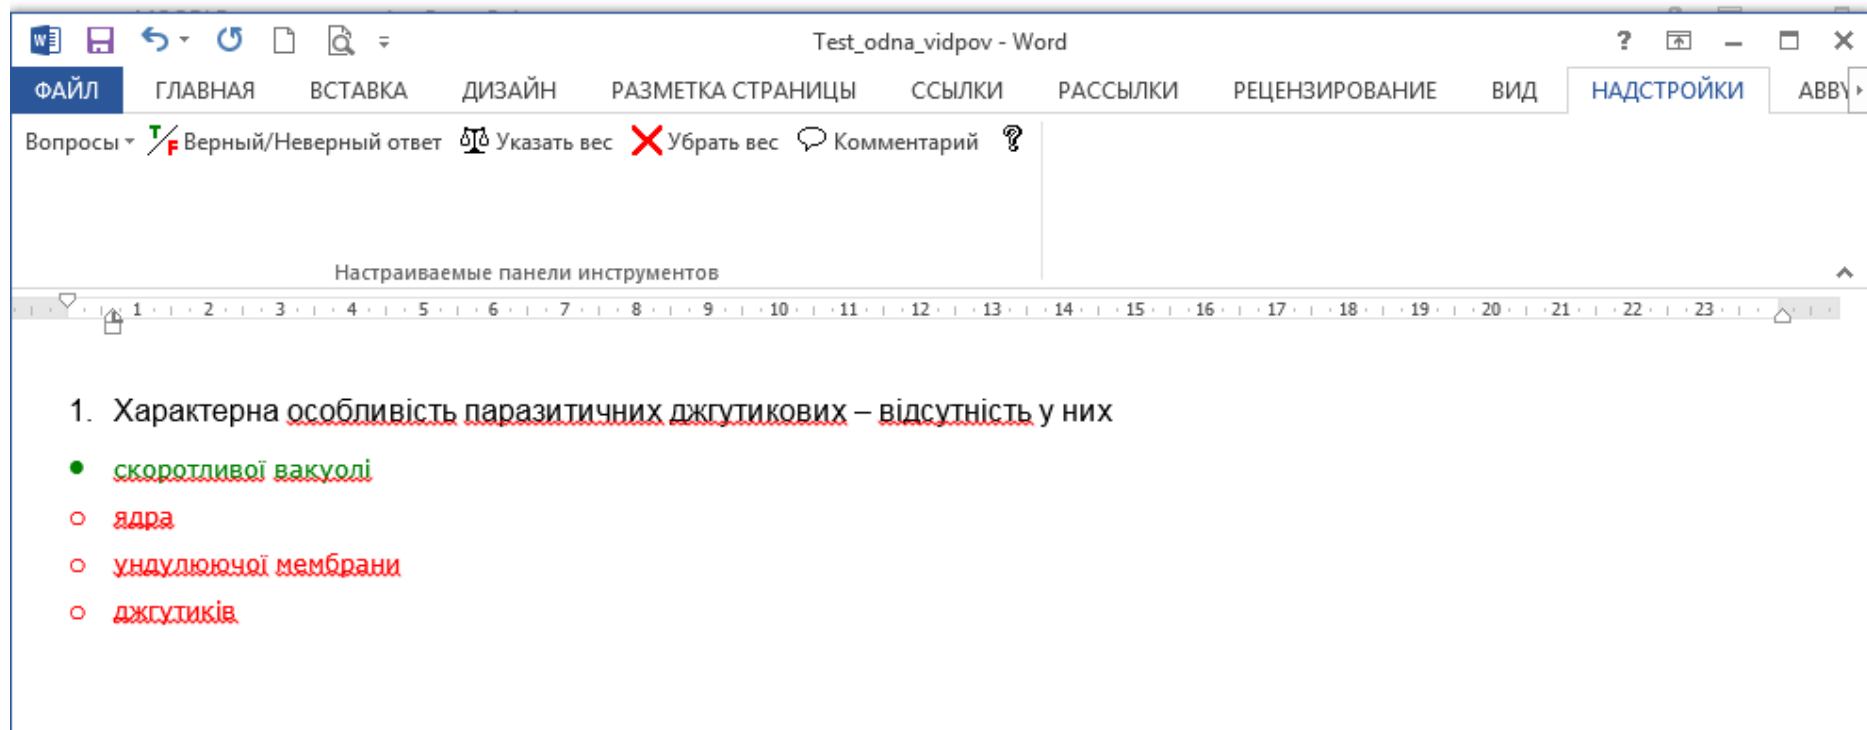 Test_odna_vidpov - Word
ФАЙЛ ГЛАВНАЯ ВСТАВКА ДИЗАЙН РАЗМЕТКА СТРАНИЦЫ ССЫЛКИ РАССЫЛКИ РЕЦЕНЗИРОВАНИЕ ВИД НАДСТРОЙКИ ABBY
Вопросы T/F Верный/Неверный ответ Указать вес Убрать вес Комментарий ?
Настраиваемые панели инструментов
1 2 3 4 5 6 7 8 9 10 11 12 13 14 15 16 17 18 19 20 21 22 23
1. Характерна особливість паразитичних джгутикових – відсутність у них
скоротливої вакуолі
ядра
ундулюючої мембрани
джгутиків